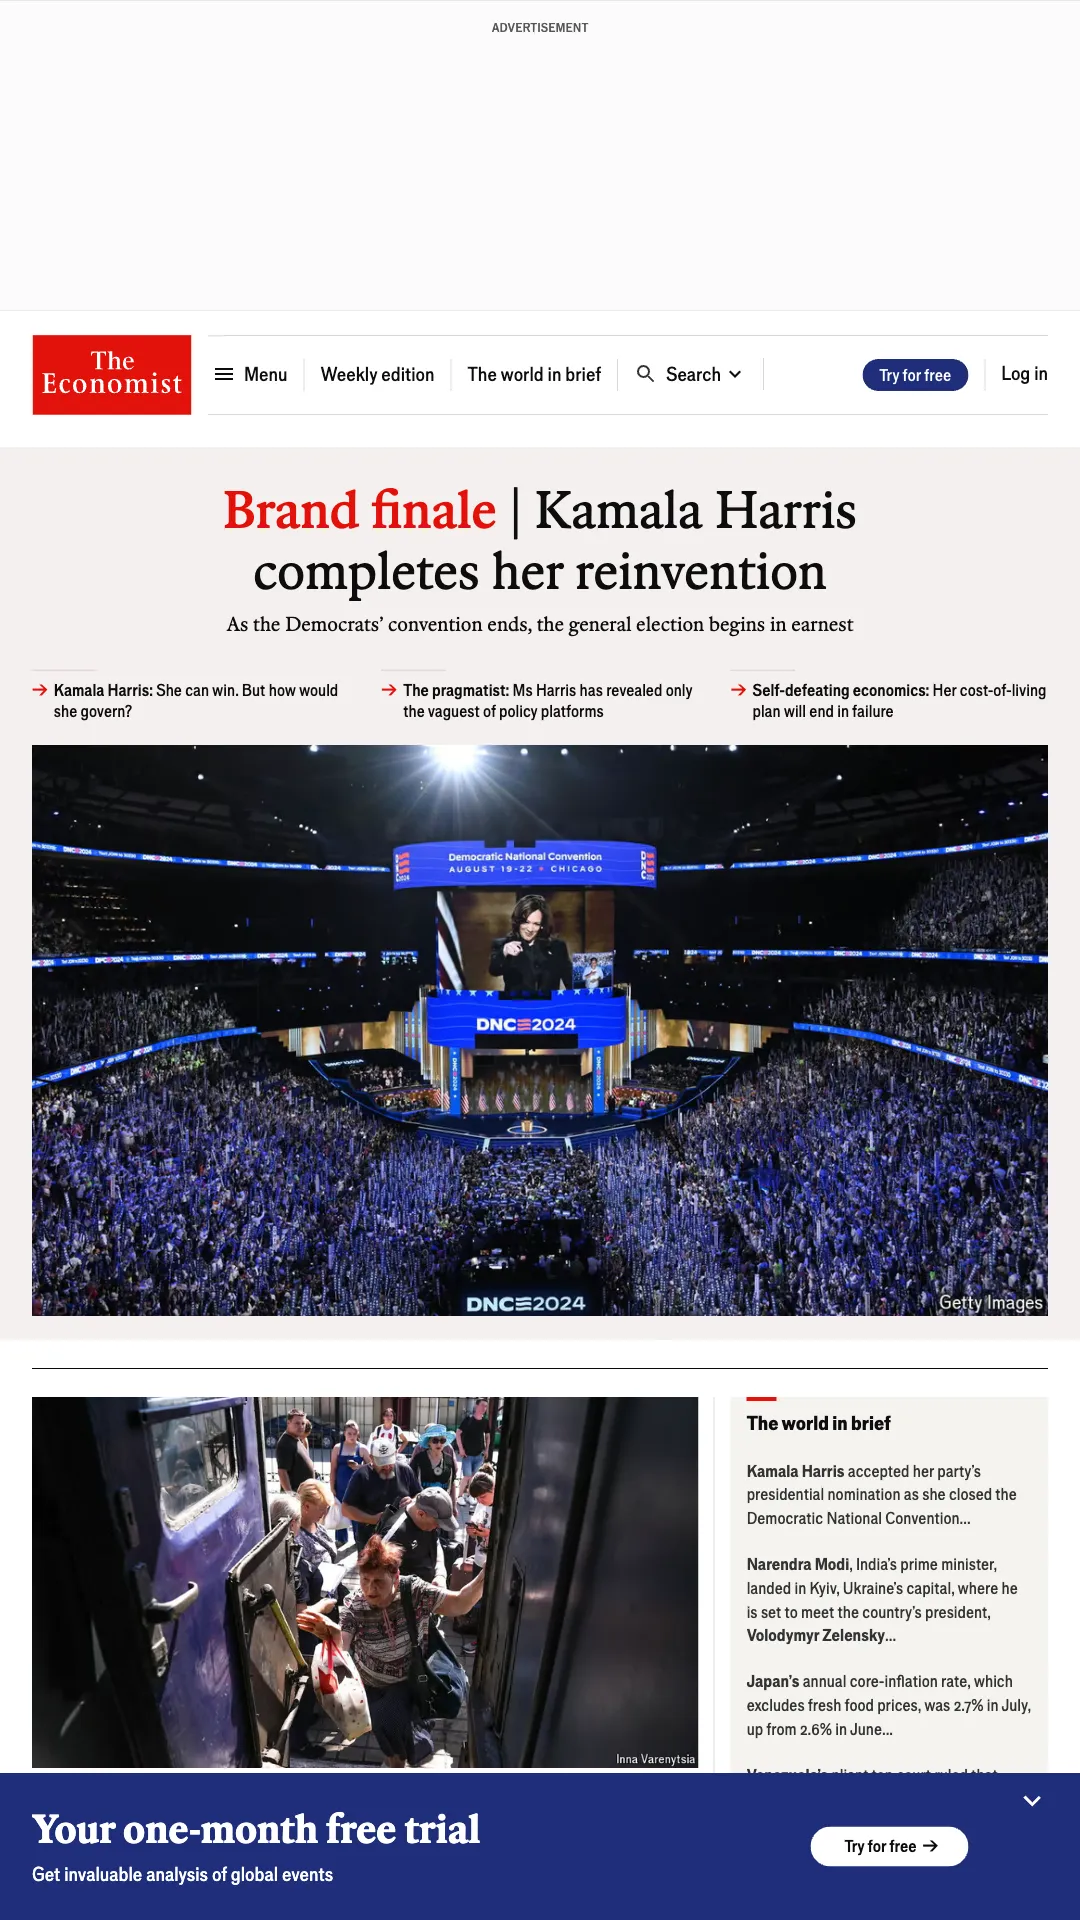 ADVERTISEMENT
The
Economist
Menu
Weekly edition
The world in brief
Search
Try for free
Log in
Brand finale | Kamala Harris
completes her reinvention
As the Democrats’ convention ends, the general election begins in earnest
Kamala Harris: She can win. But how would
she govern?
The pragmatist: Ms Harris has revealed only
the vaguest of policy platforms
Self-defeating economics: Her cost-of-living
plan will end in failure
Democratic National Convention
AUGUST 19-22 • CHICAGO
DNC 2024
DNC 2024
Getty Images
Inna Varenytsia
The world in brief
Kamala Harris accepted her party’s
presidential nomination as she closed the
Democratic National Convention...
Narendra Modi, India’s prime minister,
landed in Kyiv, Ukraine’s capital, where he
is set to meet the country’s president,
Volodymyr Zelensky...
Japan’s annual core-inflation rate, which
excludes fresh food prices, was 2.7% in July,
up from 2.6% in June...
Venezuela’s pliant top court ruled that
Your one-month free trial
Get invaluable analysis of global events
Try for free